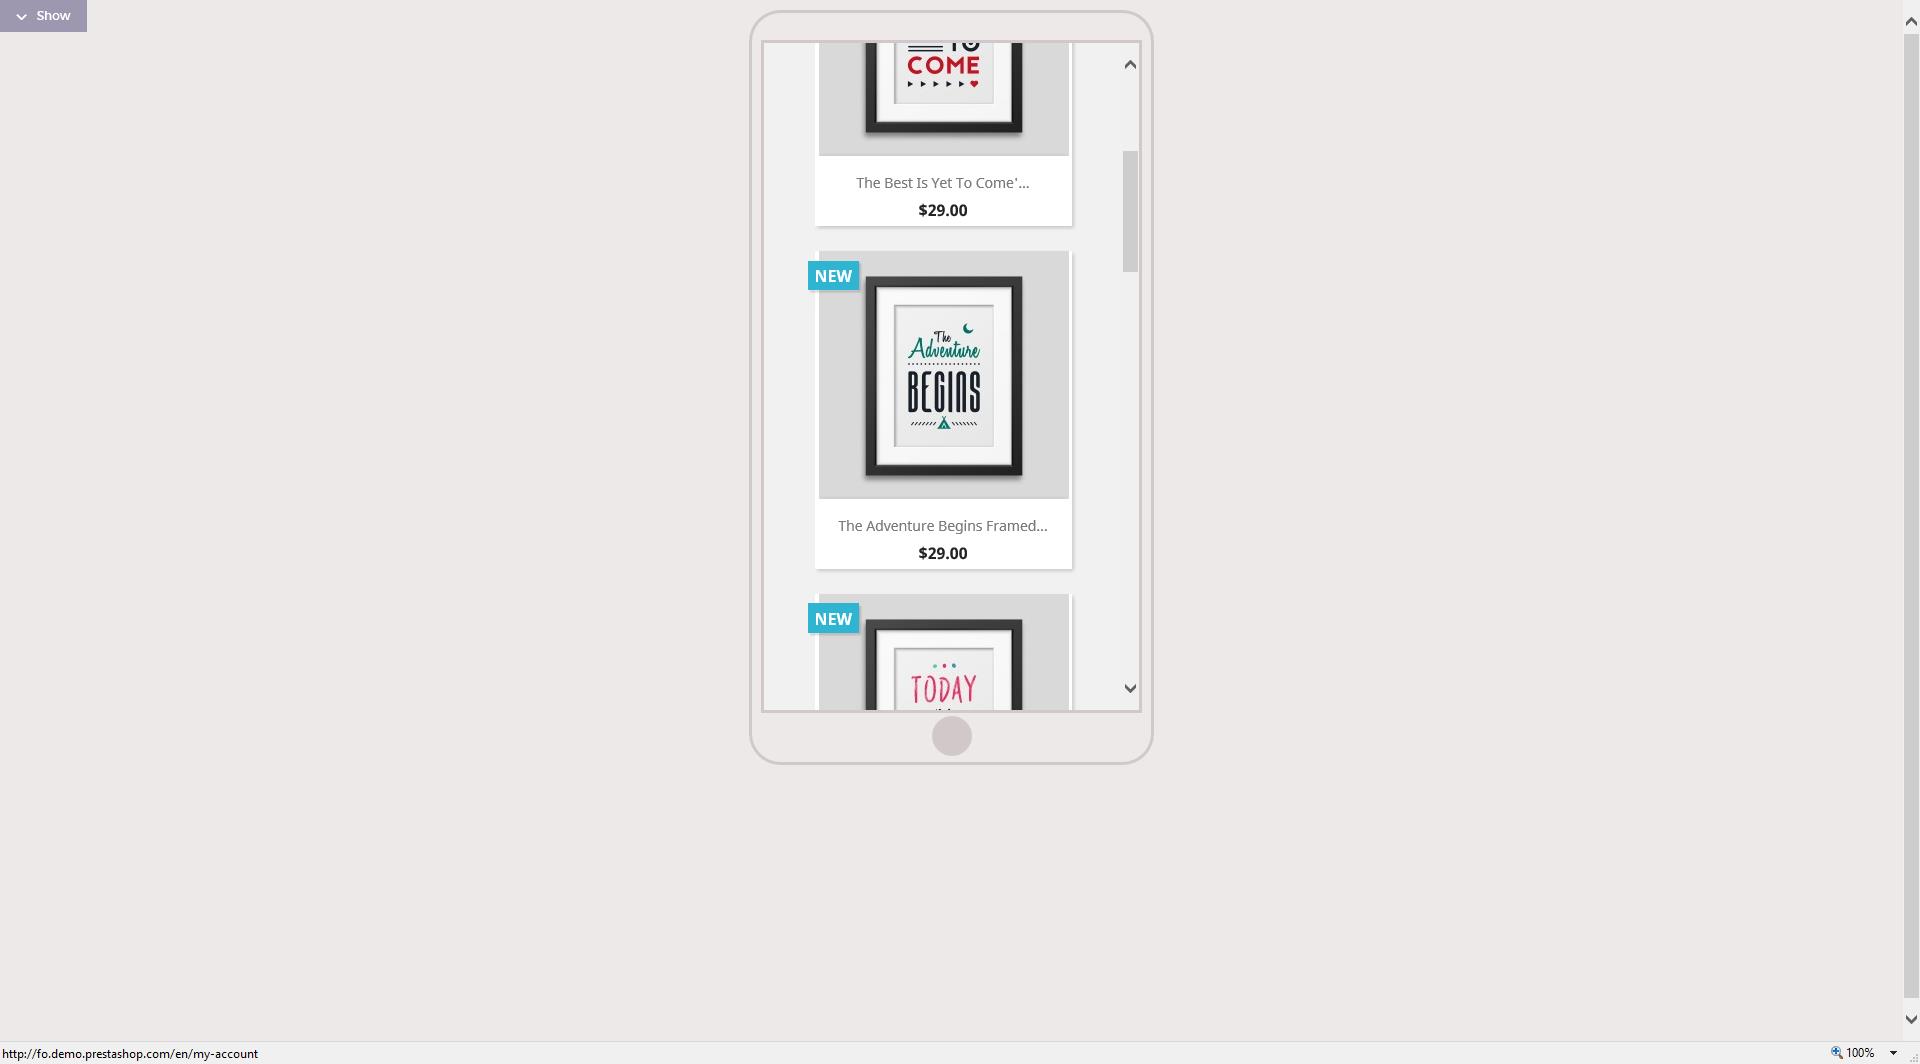 Show
TO
COME
The Best Is Yet To Come'...
$29.00
NEW
The
Adventure
BEGINS
The Adventure Begins Framed...
$29.00
NEW
TODAY
http://fo.demo.prestashop.com/en/my-account
100%